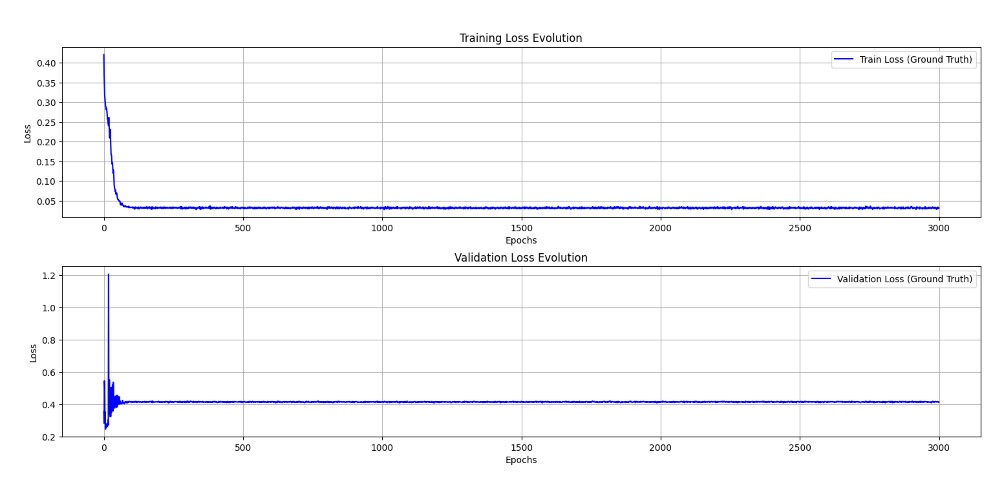 Training Loss Evolution
Train Loss (Ground Truth)
Loss
0.40
0.35
0.30
0.25
0.20
0.15
0.10
0.05
0 500 1000 1500 2000 2500 3000
Epochs
Validation Loss Evolution
Validation Loss (Ground Truth)
Loss
1.2
1.0
0.8
0.6
0.4
0.2
0 500 1000 1500 2000 2500 3000
Epochs